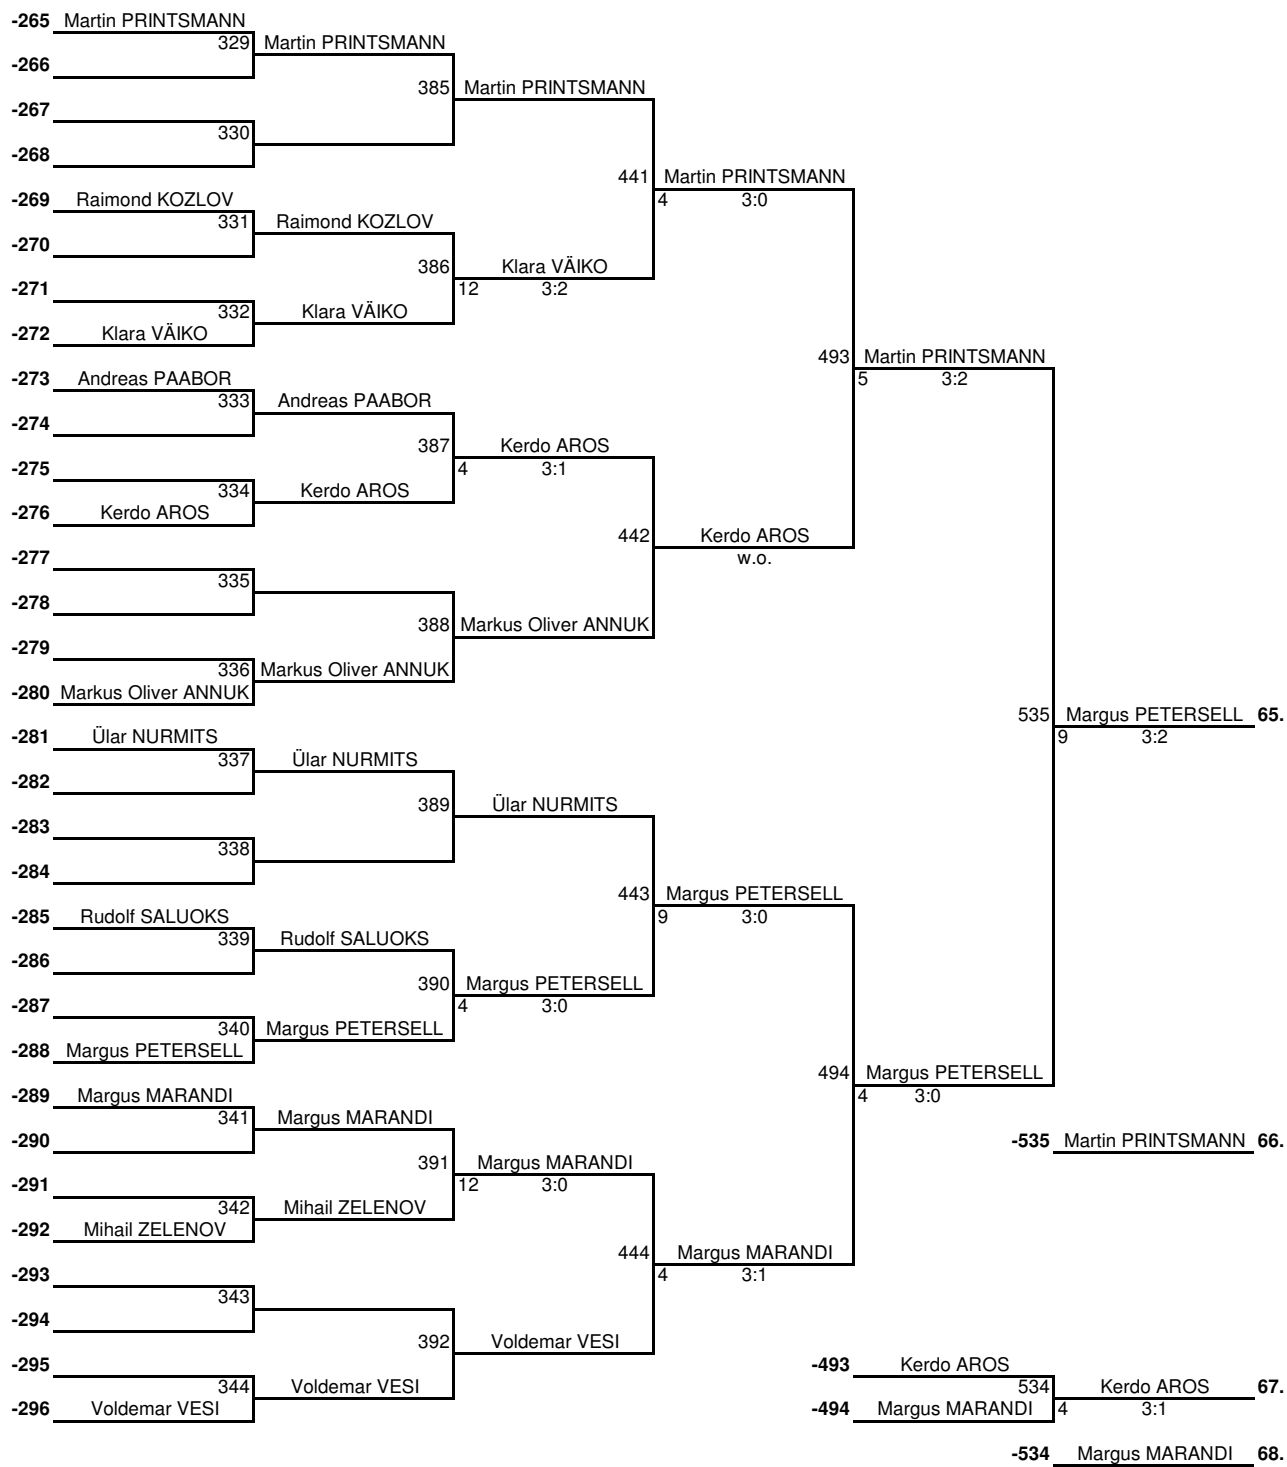 -265 Martin PRINTSMANN
329 Martin PRINTSMANN
-266
385 Martin PRINTSMANN
-267
330
-268
441 Martin PRINTSMANN
4 3:0
-269 Raimond KOZLOV
331 Raimond KOZLOV
-270
386 Klara VÄIKO
12 3:2
-271
332 Klara VÄIKO
-272 Klara VÄIKO
493 Martin PRINTSMANN
5 3:2
-273 Andreas PAABOR
333 Andreas PAABOR
-274
387 Kerdo AROS
4 3:1
-275
334 Kerdo AROS
-276 Kerdo AROS
442 Kerdo AROS
w.o.
-277
335
-278
388 Markus Oliver ANNUK
-279
336 Markus Oliver ANNUK
-280 Markus Oliver ANNUK
535 Margus PETERSELL 65.
9 3:2
-281 Ülar NURMITS
337 Ülar NURMITS
-282
389 Ülar NURMITS
-283
338
-284
443 Margus PETERSELL
9 3:0
-285 Rudolf SALUOKS
339 Rudolf SALUOKS
-286
390 Margus PETERSELL
4 3:0
-287
340 Margus PETERSELL
-288 Margus PETERSELL
494 Margus PETERSELL
4 3:0
-289 Margus MARANDI
341 Margus MARANDI
-290
-535 Martin PRINTSMANN 66.
391 Margus MARANDI
12 3:0
-291
342 Mihail ZELENOV
-292 Mihail ZELENOV
444 Margus MARANDI
4 3:1
-293
343
-294
392 Voldemar VESI
-295
344 Voldemar VESI
-296 Voldemar VESI
-493 Kerdo AROS
534 Kerdo AROS 67.
-494 Margus MARANDI 4 3:1
-534 Margus MARANDI 68.